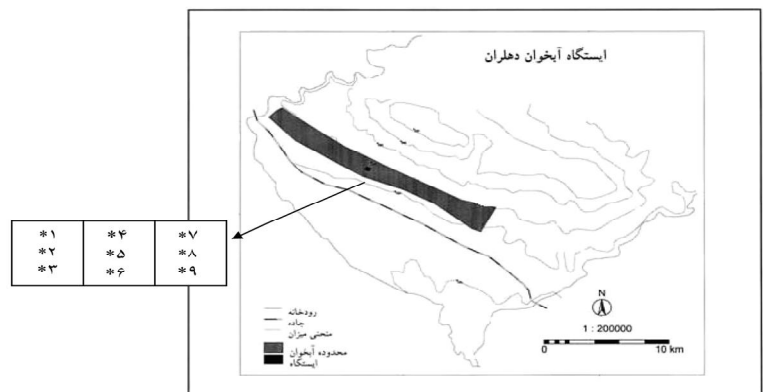 ایستگاه آبخوان دهلران
*۱ *۴ *۷
*۲ *۵ *۸
*۳ *۶ *۹
رودخانه
جاده
منحنی میزان
محدوده آبخوان
ایستگاه
N
1 : 200000
0 10 km